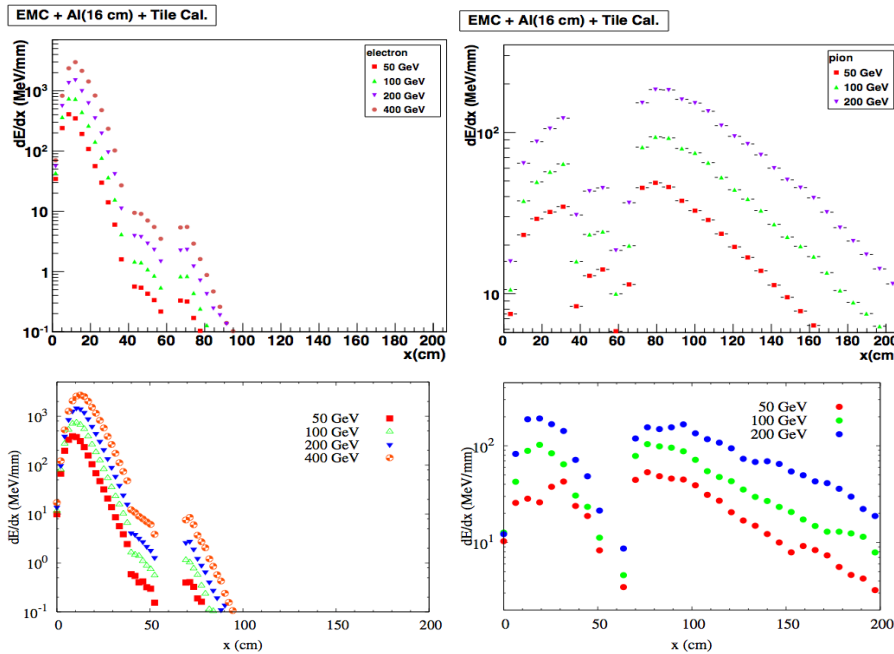 EMC + Al(16 cm) + Tile Cal.
dE/dx (MeV/mm)
electron
50 GeV
100 GeV
200 GeV
400 GeV
10³
10²
10
1
10⁻¹
0 20 40 60 80 100 120 140 160 180 200
x(cm)
EMC + Al(16 cm) + Tile Cal.
dE/dx (MeV/mm)
pion
50 GeV
100 GeV
200 GeV
10²
10
0 20 40 60 80 100 120 140 160 180 200
x(cm)
dE/dx (MeV/mm)
50 GeV
100 GeV
200 GeV
400 GeV
10³
10²
10¹
10⁰
10⁻¹
0 50 100 150 200
x (cm)
dE/dx (MeV/mm)
50 GeV
100 GeV
200 GeV
10²
10¹
0 50 100 150 200
x (cm)